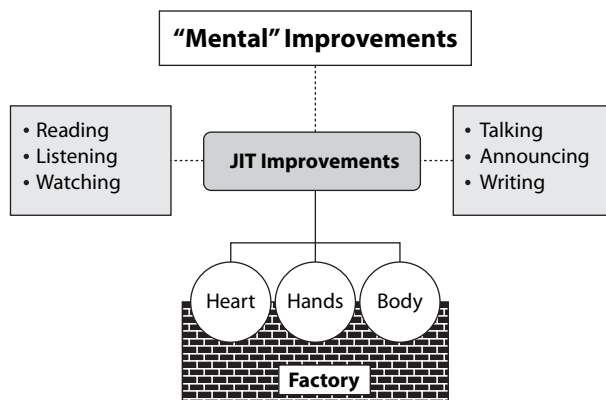 “Mental” Improvements
• Reading
• Listening
• Watching
JIT Improvements
• Talking
• Announcing
• Writing
Heart
Hands
Body
Factory